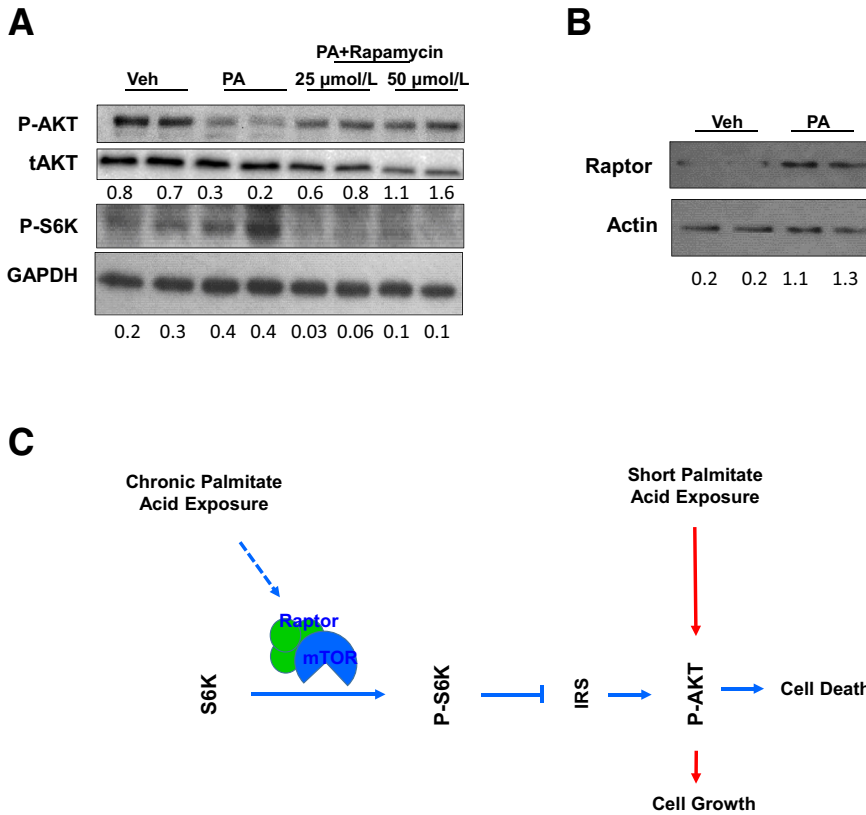 A
PA+Rapamycin
Veh PA 25 µmol/L 50 µmol/L
P-AKT
tAKT
0.8 0.7 0.3 0.2 0.6 0.8 1.1 1.6
P-S6K
GAPDH
0.2 0.3 0.4 0.4 0.03 0.06 0.1 0.1
B
Veh PA
Raptor
Actin
0.2 0.2 1.1 1.3
C
Chronic Palmitate
Acid Exposure
Short Palmitate
Acid Exposure
Raptor
mTOR
S6K
P-S6K
IRS
P-AKT
Cell Death
Cell Growth